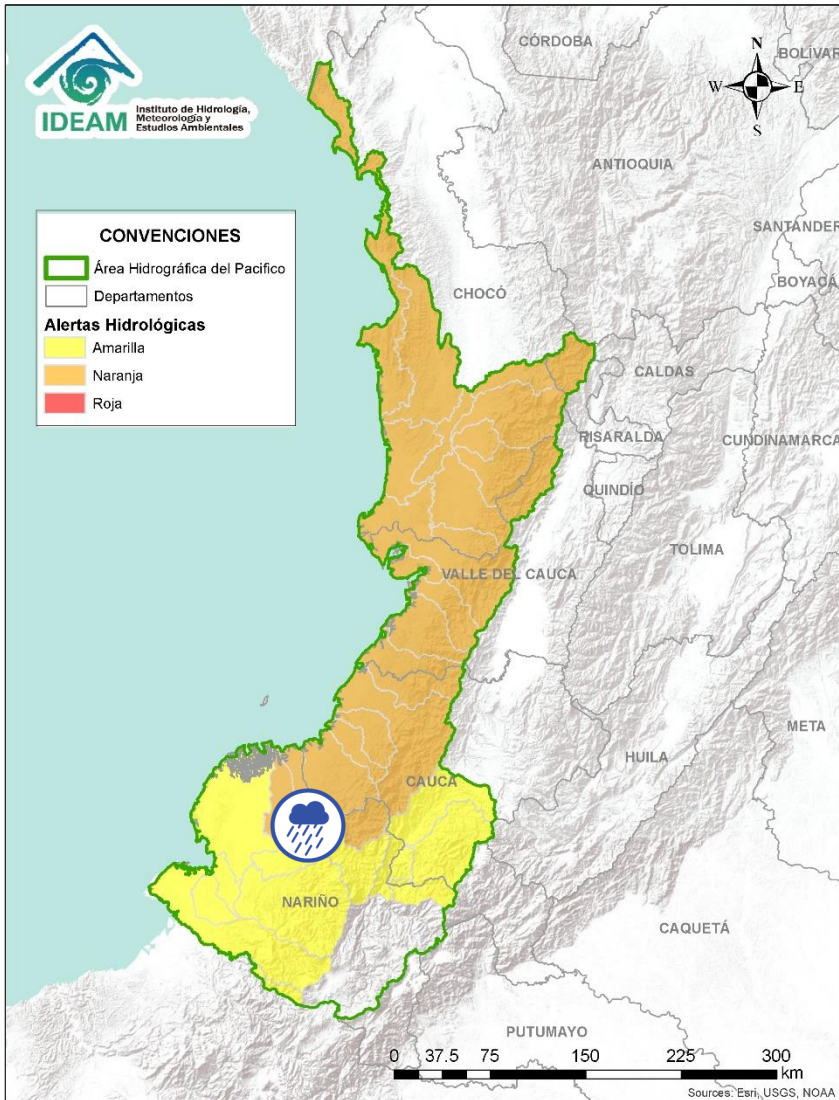 IDEAM
Instituto de Hidrología,
Meteorología y
Estudios Ambientales
N
W
E
S
CÓRDOBA
BOLÍVAR
ANTIOQUIA
SANTANDER
BOYACÁ
CHOCÓ
CALDAS
RISARALDA
CUNDINAMARCA
QUINDÍO
TOLIMA
VALLE DEL CAUCA
META
HUILA
CAUCA
NARIÑO
CAQUETÁ
PUTUMAYO
CONVENCIONES
Área Hidrográfica del Pacifico
Departamentos
Alertas Hidrológicas
Amarilla
Naranja
Roja
0 37.5 75 150 225 300
km
Sources: Esri, USGS, NOAA